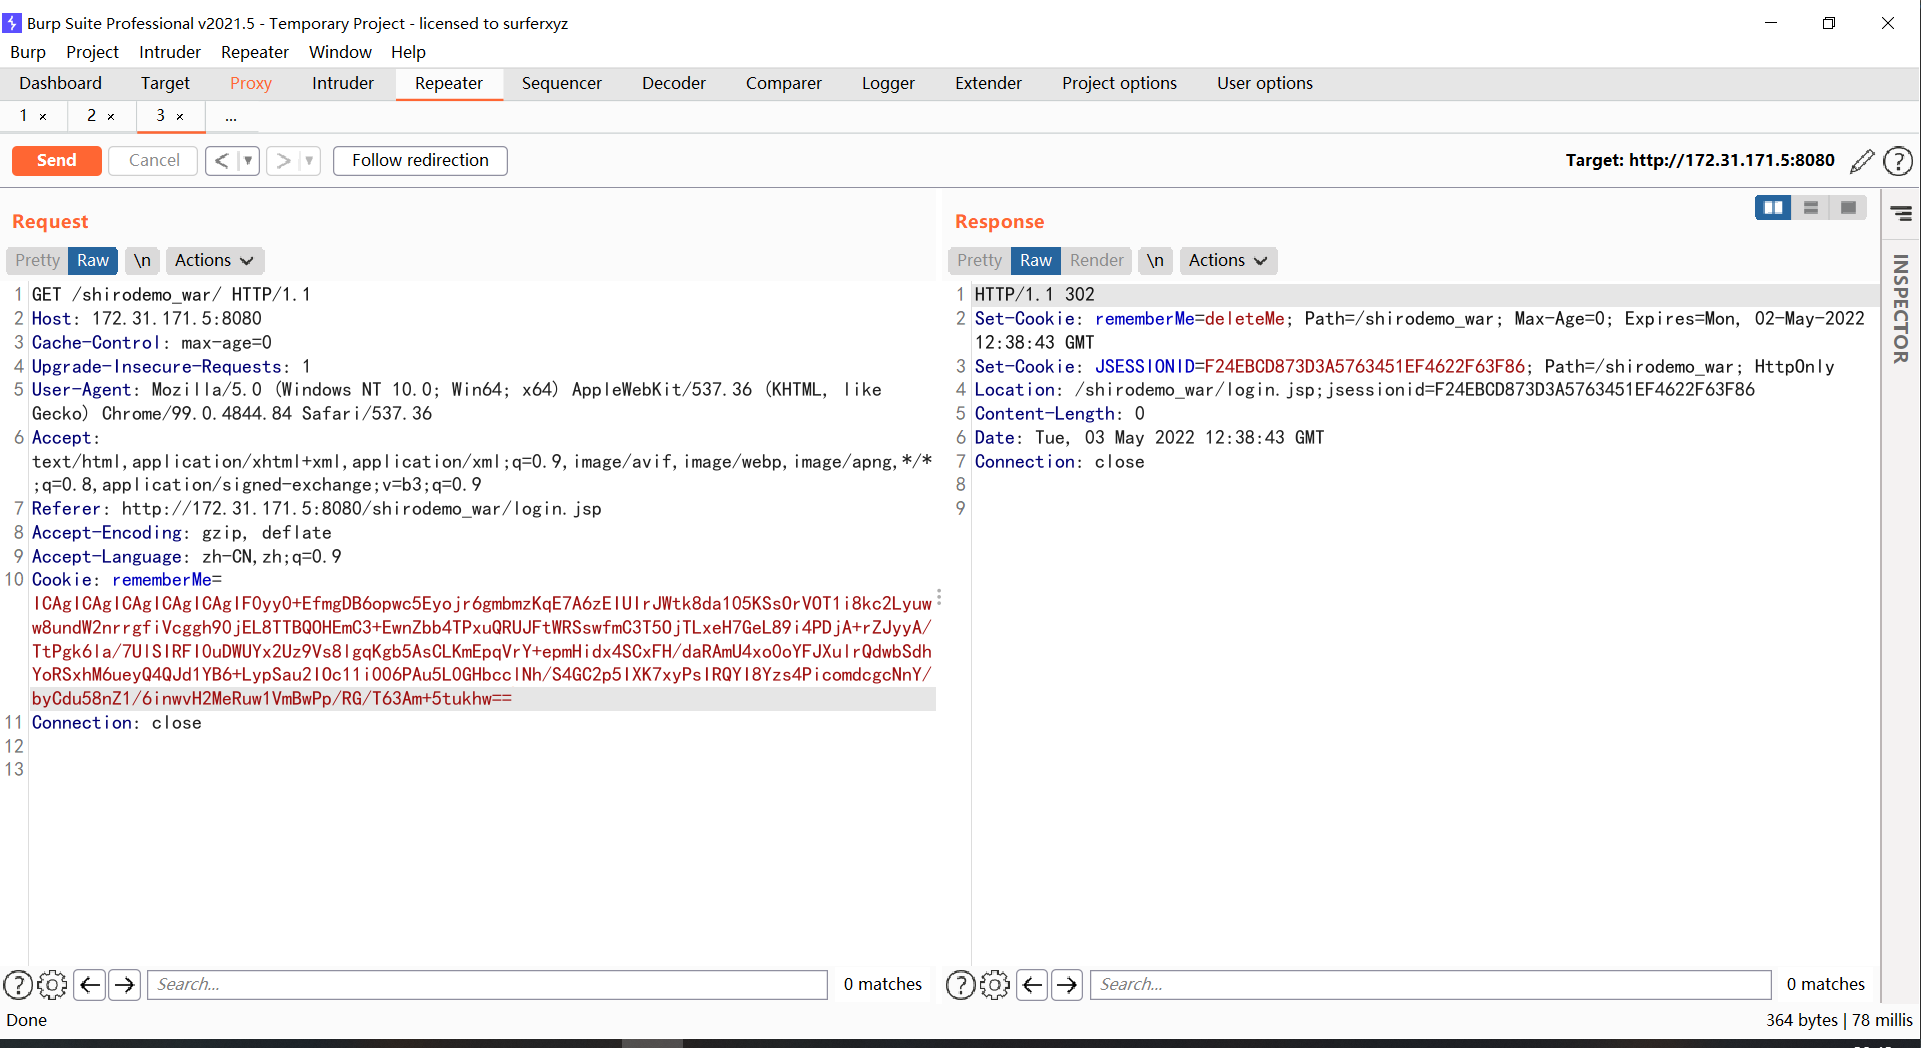 Burp Suite Professional v2021.5 - Temporary Project - licensed to surferxyz
Burp Project Intruder Repeater Window Help
Dashboard Target Proxy Intruder Repeater Sequencer Decoder Comparer Logger Extender Project options User options
1 × 2 × 3 × ...
Send Cancel < > Follow redirection Target: http://172.31.171.5:8080
Request
Pretty Raw \n Actions
1 GET /shirodemo_war/ HTTP/1.1
2 Host: 172.31.171.5:8080
3 Cache-Control: max-age=0
4 Upgrade-Insecure-Requests: 1
5 User-Agent: Mozilla/5.0 (Windows NT 10.0; Win64; x64) AppleWebKit/537.36 (KHTML, like
Gecko) Chrome/99.0.4844.84 Safari/537.36
6 Accept:
text/html,application/xhtml+xml,application/xml;q=0.9,image/avif,image/webp,image/apng,*/*
;q=0.8,application/signed-exchange;v=b3;q=0.9
7 Referer: http://172.31.171.5:8080/shirodemo_war/login.jsp
8 Accept-Encoding: gzip, deflate
9 Accept-Language: zh-CN,zh;q=0.9
10 Cookie: rememberMe=
byCdu58nZ1/6inwvH2MeRuw1VmBwPp/RG/T63Am+5tukhw==
11 Connection: close
12
13
Search... 0 matches
Response
Pretty Raw Render \n Actions
1 HTTP/1.1 302
2 Set-Cookie: rememberMe=deleteMe; Path=/shirodemo_war; Max-Age=0; Expires=Mon, 02-May-2022
12:38:43 GMT
3 Set-Cookie: JSESSIONID=F24EBCD873D3A5763451EF4622F63F86; Path=/shirodemo_war; HttpOnly
4 Location: /shirodemo_war/login.jsp;jsessionid=F24EBCD873D3A5763451EF4622F63F86
5 Content-Length: 0
6 Date: Tue, 03 May 2022 12:38:43 GMT
7 Connection: close
8
9
Search... 0 matches
INSPECTOR
Done
364 bytes | 78 millis